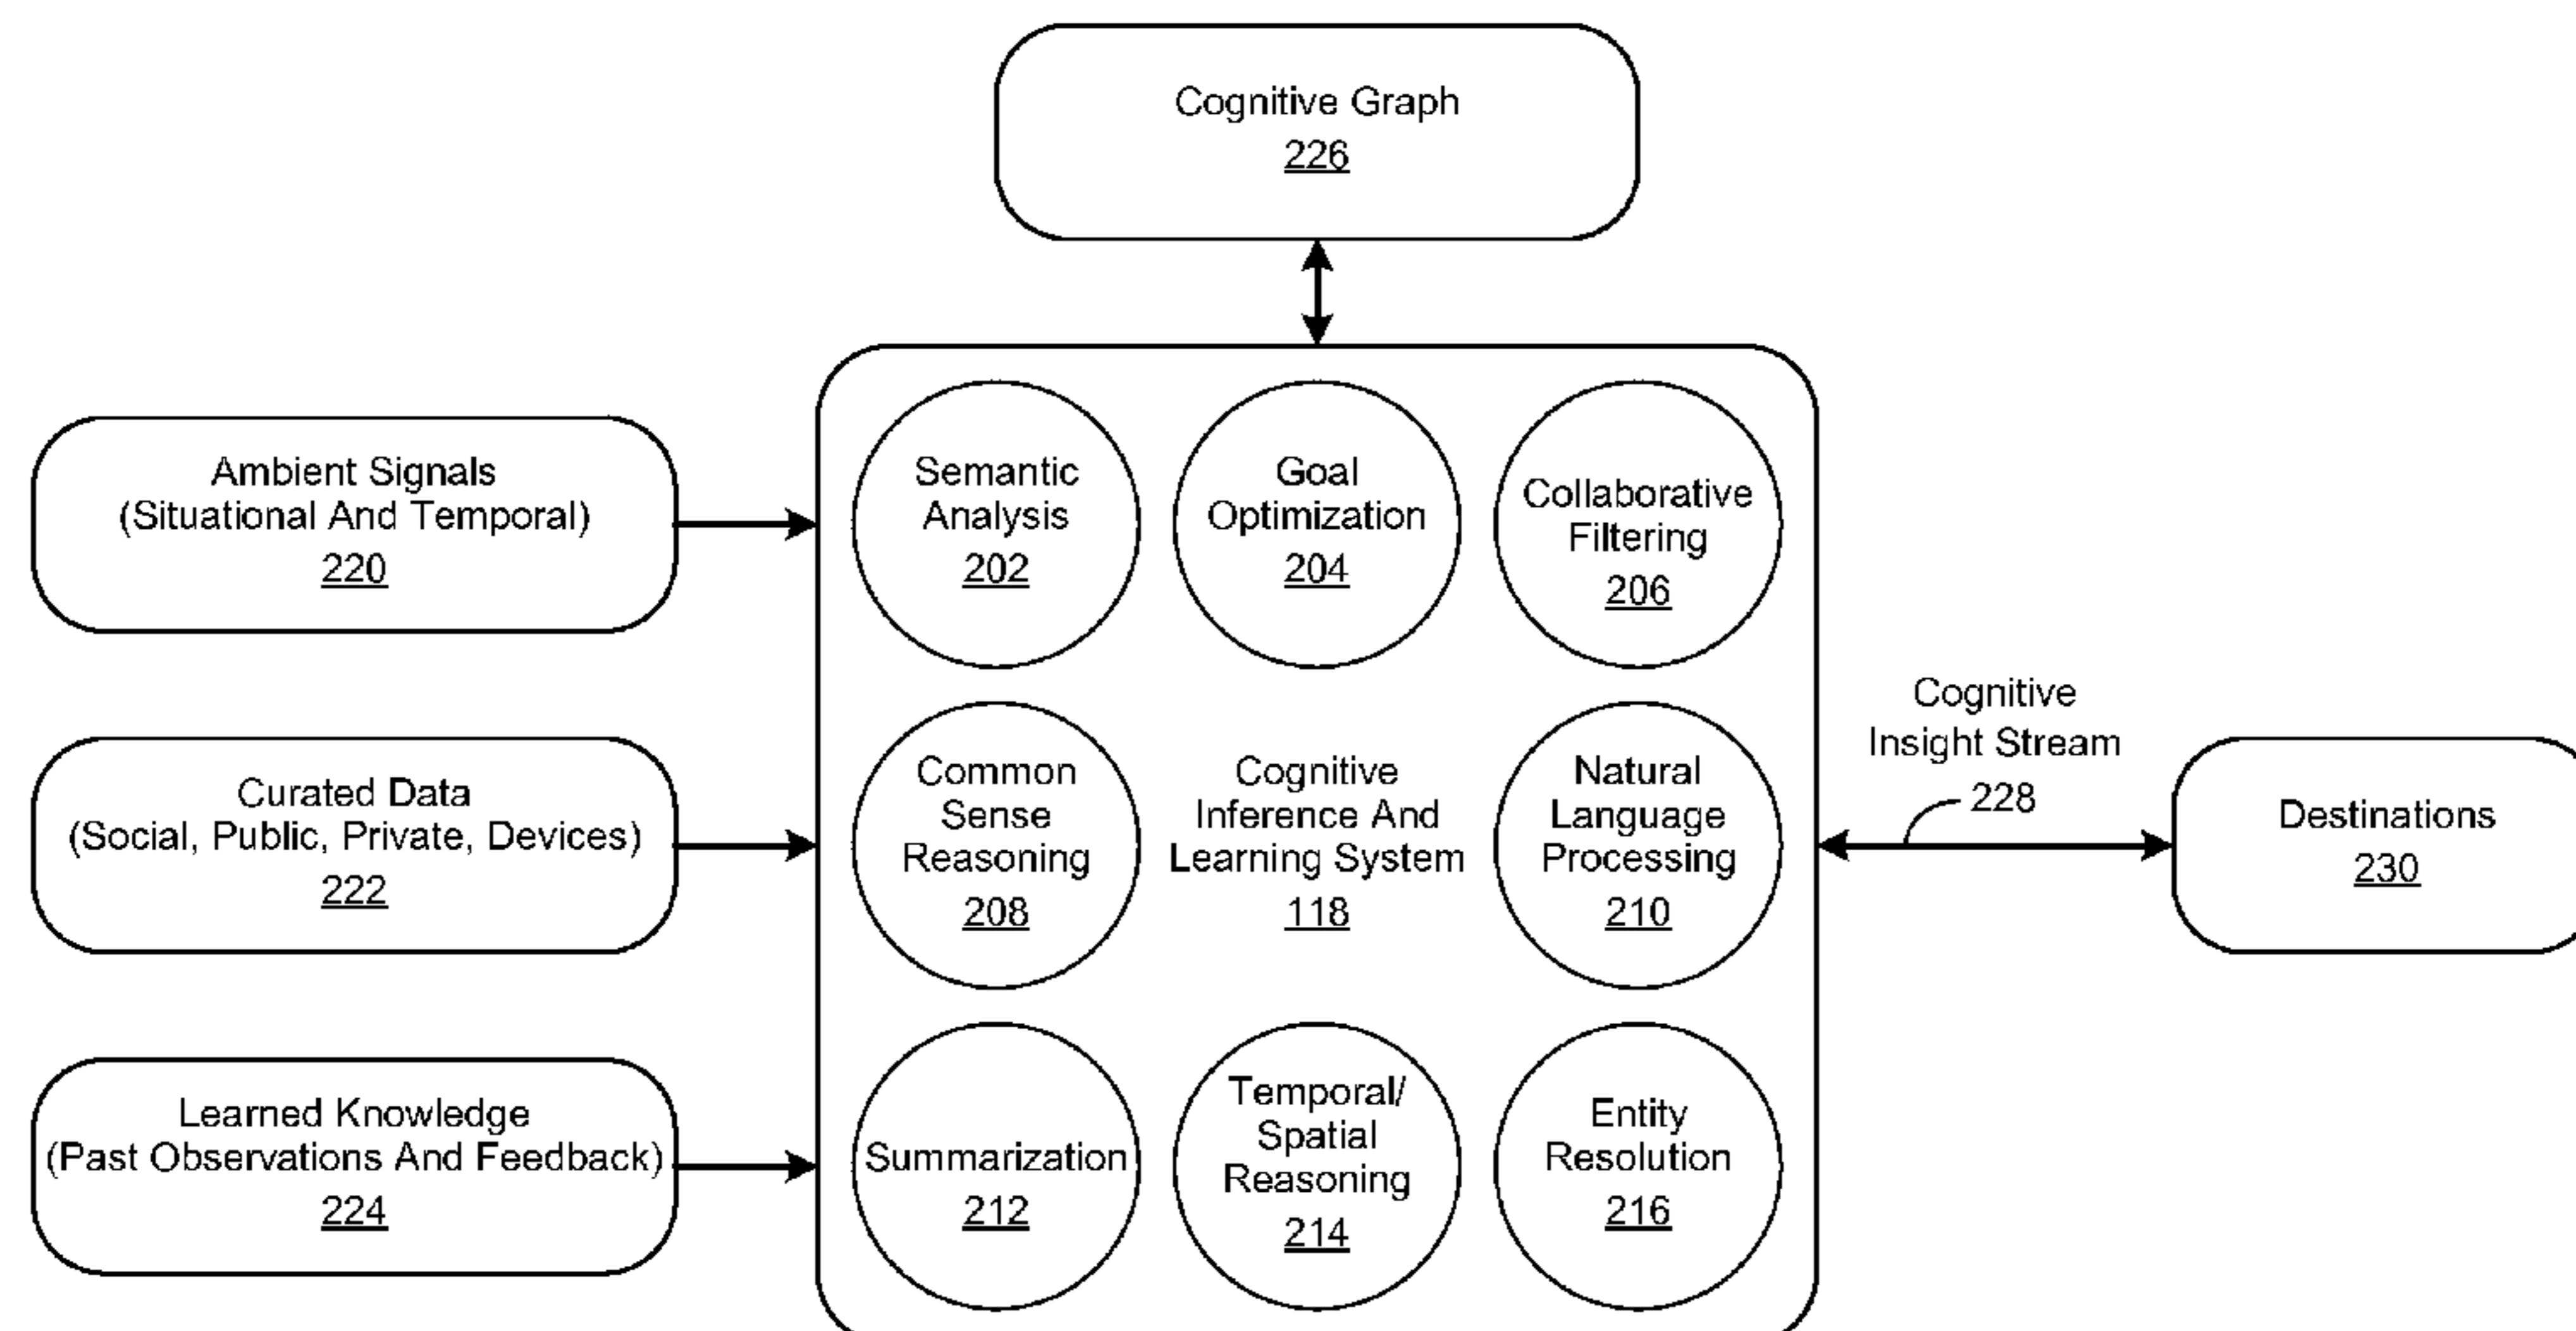 Cognitive Graph
226
Ambient Signals
(Situational And Temporal)
220
Curated Data
(Social, Public, Private, Devices)
222
Learned Knowledge
(Past Observations And Feedback)
224
Semantic
Analysis
202
Goal
Optimization
204
Collaborative
Filtering
206
Common
Sense
Reasoning
208
Cognitive
Inference And
Learning System
118
Natural
Language
Processing
210
Summarization
212
Temporal/
Spatial
Reasoning
214
Entity
Resolution
216
Cognitive
Insight Stream
228
Destinations
230